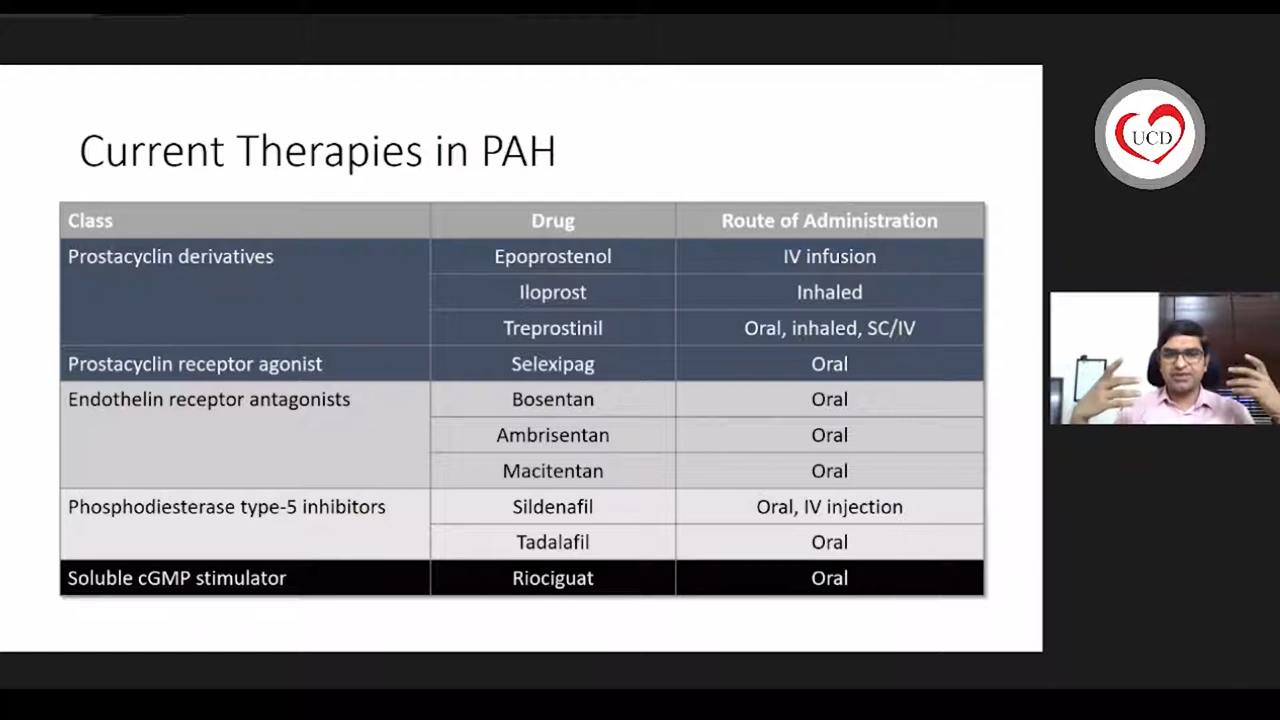 Current Therapies in PAH
UCD
Class Drug Route of Administration
Prostacyclin derivatives Epoprostenol IV infusion
Iloprost Inhaled
Treprostinil Oral, inhaled, SC/IV
Prostacyclin receptor agonist Selexipag Oral
Endothelin receptor antagonists Bosentan Oral
Ambrisentan Oral
Macitentan Oral
Phosphodiesterase type-5 inhibitors Sildenafil Oral, IV injection
Tadalafil Oral
Soluble cGMP stimulator Riociguat Oral